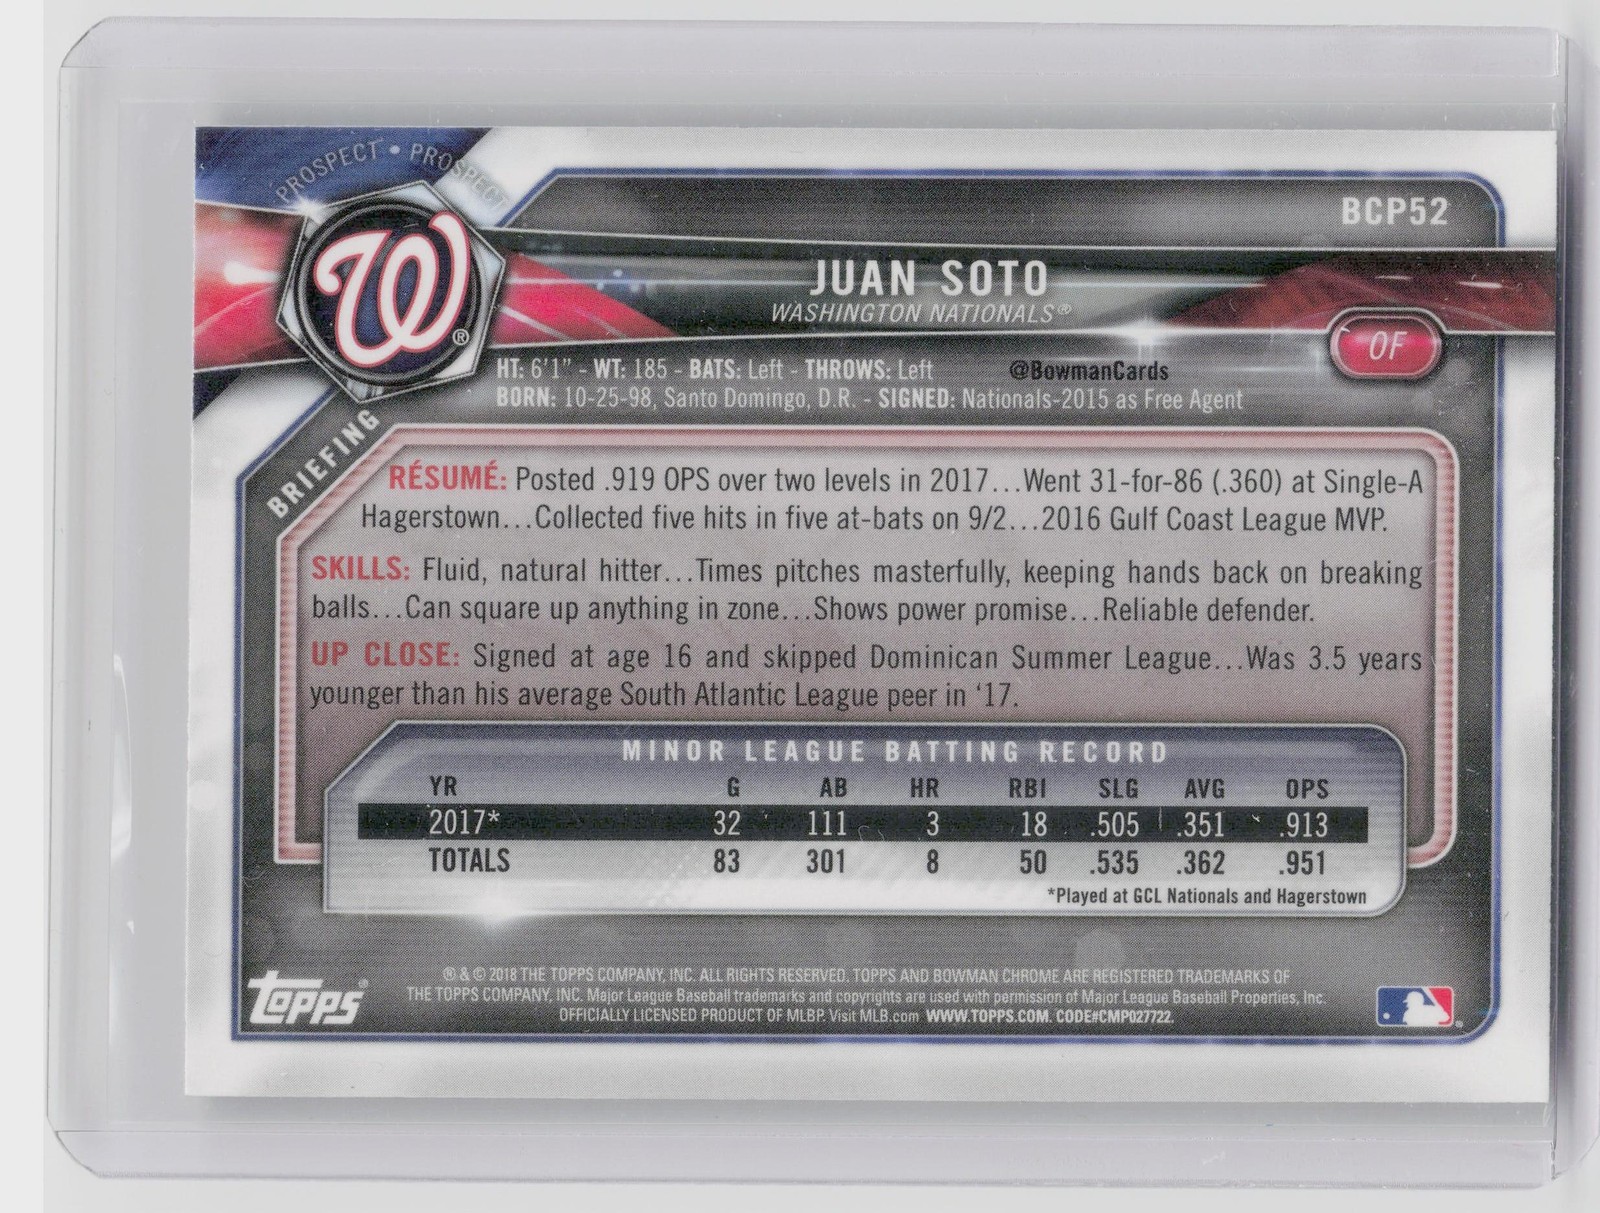 PROSPECT • PROSPECT
W®
BCP52
JUAN SOTO
WASHINGTON NATIONALS®
OF
HT: 6'1" - WT: 185 - BATS: Left - THROWS: Left @BowmanCards
BORN: 10-25-98, Santo Domingo, D.R. - SIGNED: Nationals-2015 as Free Agent
BRIEFING
RÉSUMÉ: Posted .919 OPS over two levels in 2017...Went 31-for-86 (.360) at Single-A
Hagerstown...Collected five hits in five at-bats on 9/2...2016 Gulf Coast League MVP.
SKILLS: Fluid, natural hitter...Times pitches masterfully, keeping hands back on breaking
balls...Can square up anything in zone...Shows power promise...Reliable defender.
UP CLOSE: Signed at age 16 and skipped Dominican Summer League...Was 3.5 years
younger than his average South Atlantic League peer in '17.
MINOR LEAGUE BATTING RECORD
YR G AB HR RBI SLG AVG OPS
2017* 32 111 3 18 .505 .351 .913
TOTALS 83 301 8 50 .535 .362 .951
*Played at GCL Nationals and Hagerstown
topps®
® & © 2018 THE TOPPS COMPANY, INC. ALL RIGHTS RESERVED. TOPPS AND BOWMAN CHROME ARE REGISTERED TRADEMARKS OF
THE TOPPS COMPANY, INC. Major League Baseball trademarks and copyrights are used with permission of Major League Baseball Properties, Inc.
OFFICIALLY LICENSED PRODUCT OF MLBP. Visit MLB.com WWW.TOPPS.COM. CODE#CMP027722.